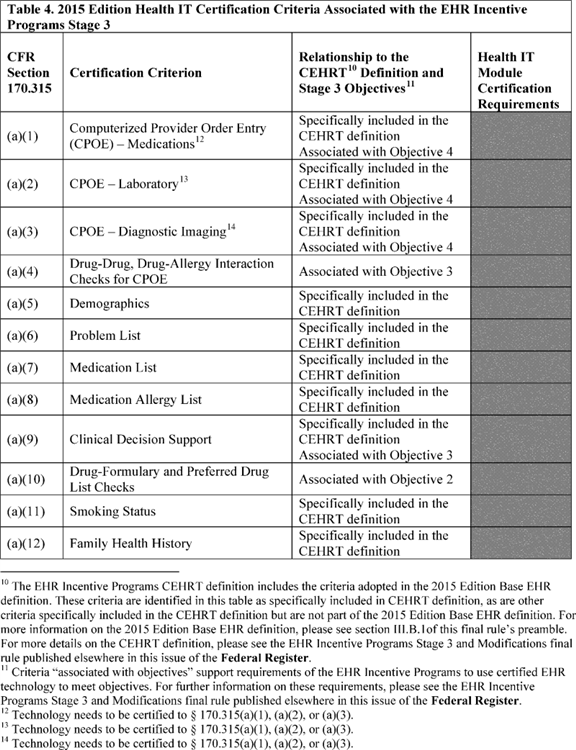 Table 4. 2015 Edition Health IT Certification Criteria Associated with the EHR Incentive
Programs Stage 3
CFR
Section
170.315
Certification Criterion
Relationship to the
CEHRT10 Definition and
Stage 3 Objectives11
Health IT
Module
Certification
Requirements
(a)(1)
Computerized Provider Order Entry
(CPOE) – Medications12
Specifically included in the
CEHRT definition
Associated with Objective 4
(a)(2)
CPOE – Laboratory13
Specifically included in the
CEHRT definition
Associated with Objective 4
(a)(3)
CPOE – Diagnostic Imaging14
Specifically included in the
CEHRT definition
Associated with Objective 4
(a)(4)
Drug-Drug, Drug-Allergy Interaction
Checks for CPOE
Associated with Objective 3
(a)(5)
Demographics
Specifically included in the
CEHRT definition
(a)(6)
Problem List
Specifically included in the
CEHRT definition
(a)(7)
Medication List
Specifically included in the
CEHRT definition
(a)(8)
Medication Allergy List
Specifically included in the
CEHRT definition
(a)(9)
Clinical Decision Support
Specifically included in the
CEHRT definition
Associated with Objective 3
(a)(10)
Drug-Formulary and Preferred Drug
List Checks
Associated with Objective 2
(a)(11)
Smoking Status
Specifically included in the
CEHRT definition
(a)(12)
Family Health History
Specifically included in the
CEHRT definition
10 The EHR Incentive Programs CEHRT definition includes the criteria adopted in the 2015 Edition Base EHR
definition. These criteria are identified in this table as specifically included in CEHRT definition, as are other
criteria specifically included in the CEHRT definition but are not part of the 2015 Edition Base EHR definition. For
more information on the 2015 Edition Base EHR definition, please see section III.B.1of this final rule's preamble.
For more details on the CEHRT definition, please see the EHR Incentive Programs Stage 3 and Modifications final
rule published elsewhere in this issue of the Federal Register.
11 Criteria "associated with objectives" support requirements of the EHR Incentive Programs to use certified EHR
technology to meet objectives. For further information on these requirements, please see the EHR Incentive
Programs Stage 3 and Modifications final rule published elsewhere in this issue of the Federal Register.
12 Technology needs to be certified to § 170.315(a)(1), (a)(2), or (a)(3).
13 Technology needs to be certified to § 170.315(a)(1), (a)(2), or (a)(3).
14 Technology needs to be certified to § 170.315(a)(1), (a)(2), or (a)(3).